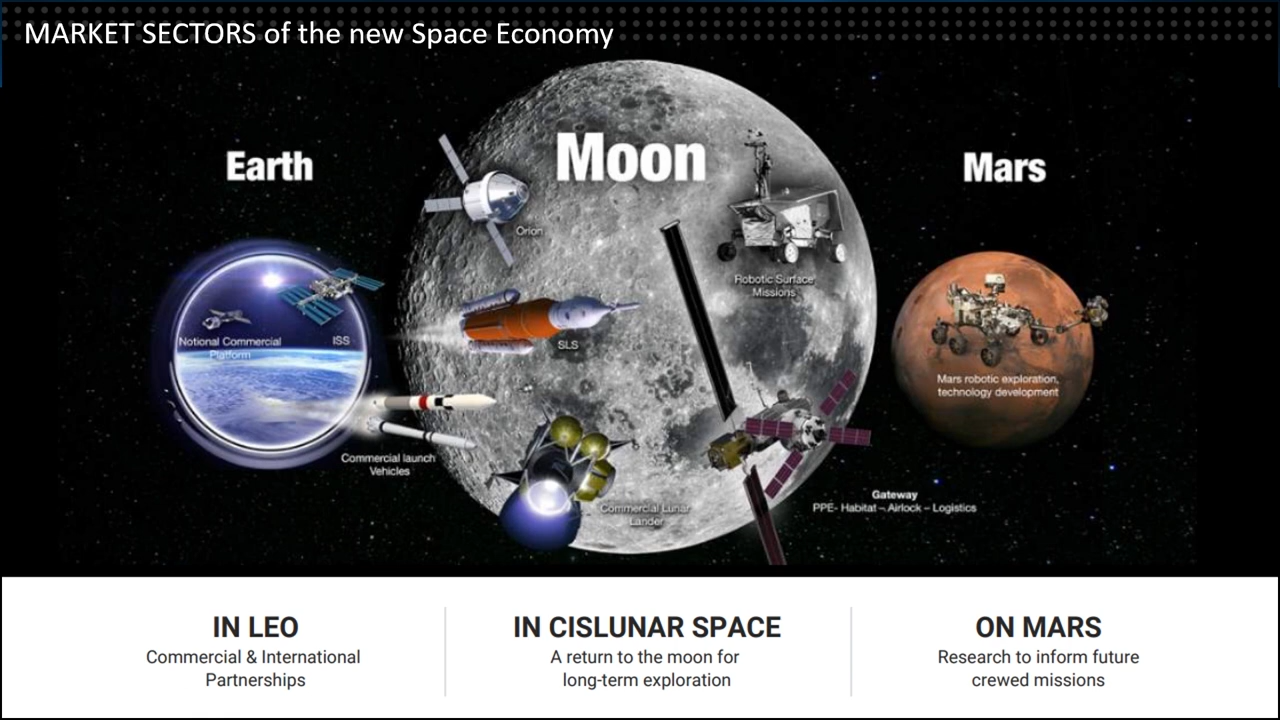 MARKET SECTORS of the new Space Economy
Earth
Moon
Mars
Orion
Robotic Surface
Missions
Notional Commercial
Platform
ISS
SLS
Mars robotic exploration,
technology development
Commercial launch
Vehicles
Commercial Lunar
Lander
Gateway
PPE- Habitat – Airlock – Logistics
IN LEO
Commercial & International
Partnerships
IN CISLUNAR SPACE
A return to the moon for
long-term exploration
ON MARS
Research to inform future
crewed missions